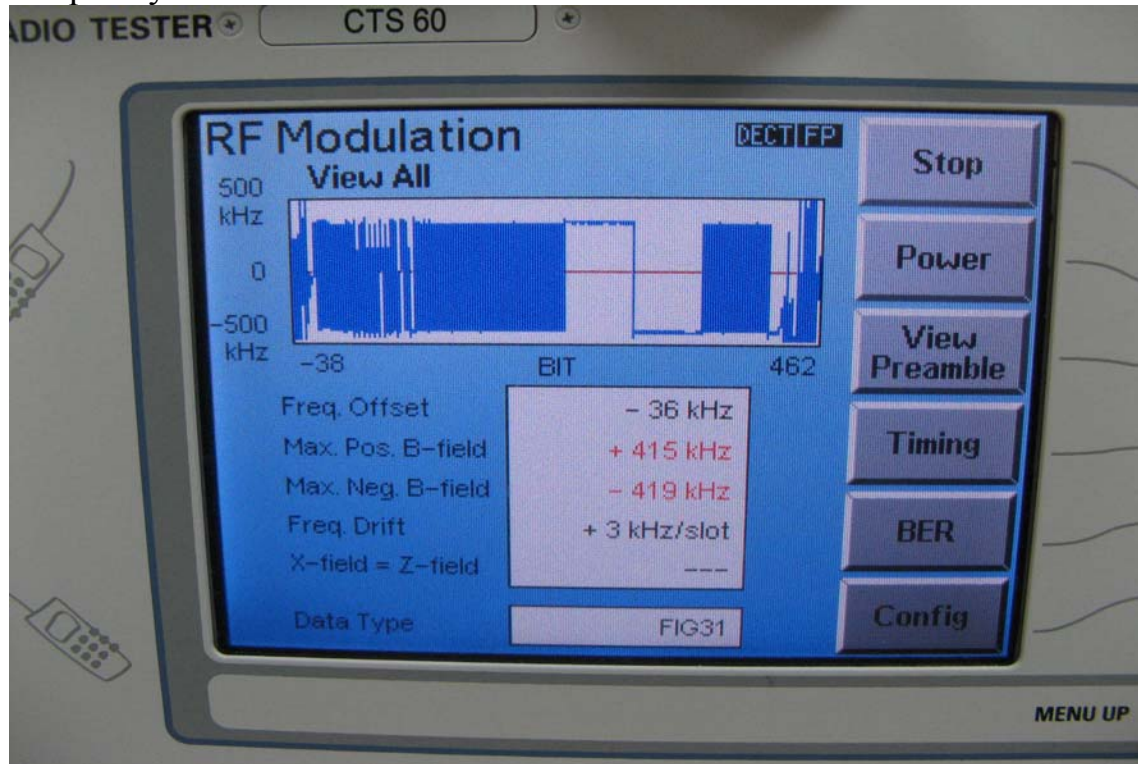 ADIO TESTER
CTS 60
RF Modulation
DECT FP
View All
500
kHz
0
-500
kHz
-38
BIT
462
Freq. Offset
- 36 kHz
Max. Pos. B-field
+ 415 kHz
Max. Neg. B-field
- 419 kHz
Freq. Drift
+ 3 kHz/slot
X-field = Z-field
---
Data Type
FIG31
Stop
Power
View
Preamble
Timing
BER
Config
MENU UP